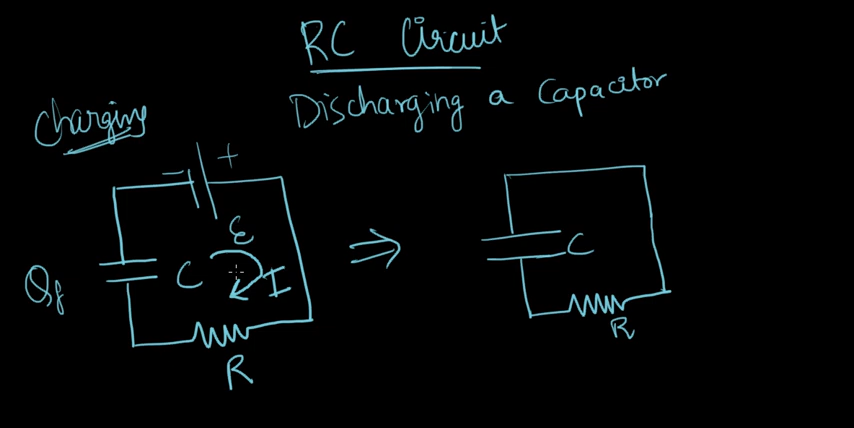 RC Circuit
Discharging a Capacitor
Charging
- +
ε
Qf C I
R
C
R